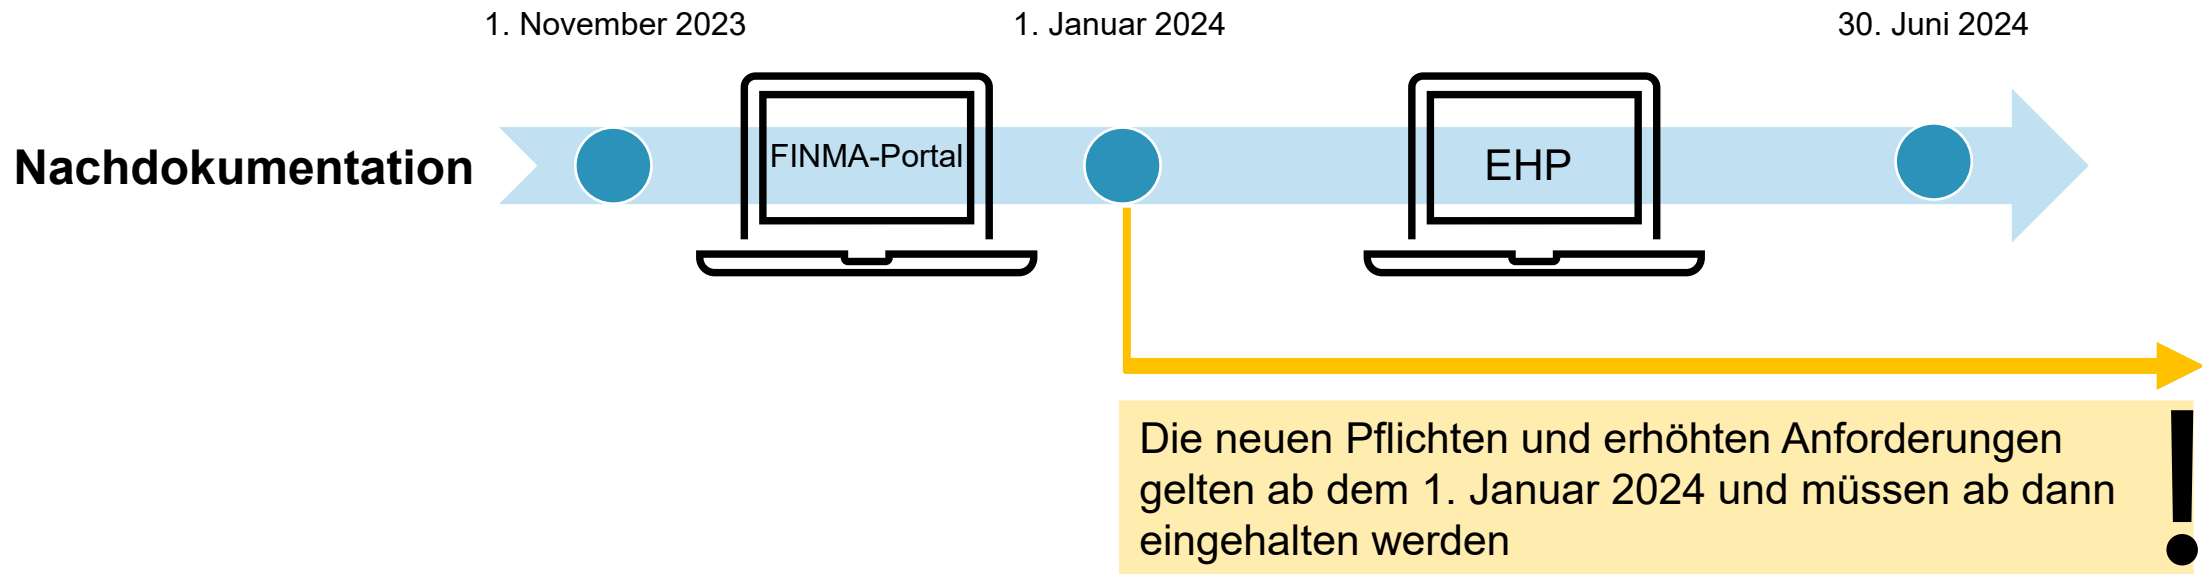 1. November 2023
1. Januar 2024
30. Juni 2024
Nachdokumentation
FINMA-Portal
EHP
Die neuen Pflichten und erhöhten Anforderungen
gelten ab dem 1. Januar 2024 und müssen ab dann
eingehalten werden
!